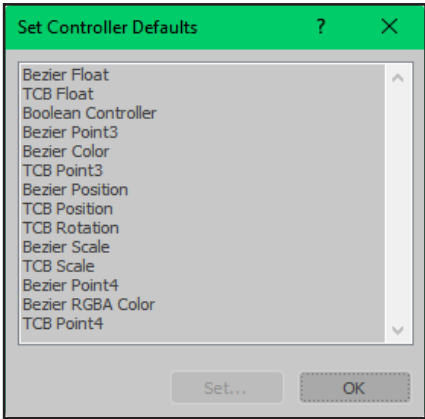 Set Controller Defaults ?
Bezier Float
TCB Float
Boolean Controller
Bezier Point3
Bezier Color
TCB Point3
Bezier Position
TCB Position
TCB Rotation
Bezier Scale
TCB Scale
Bezier Point4
Bezier RGBA Color
TCB Point4
Set... OK